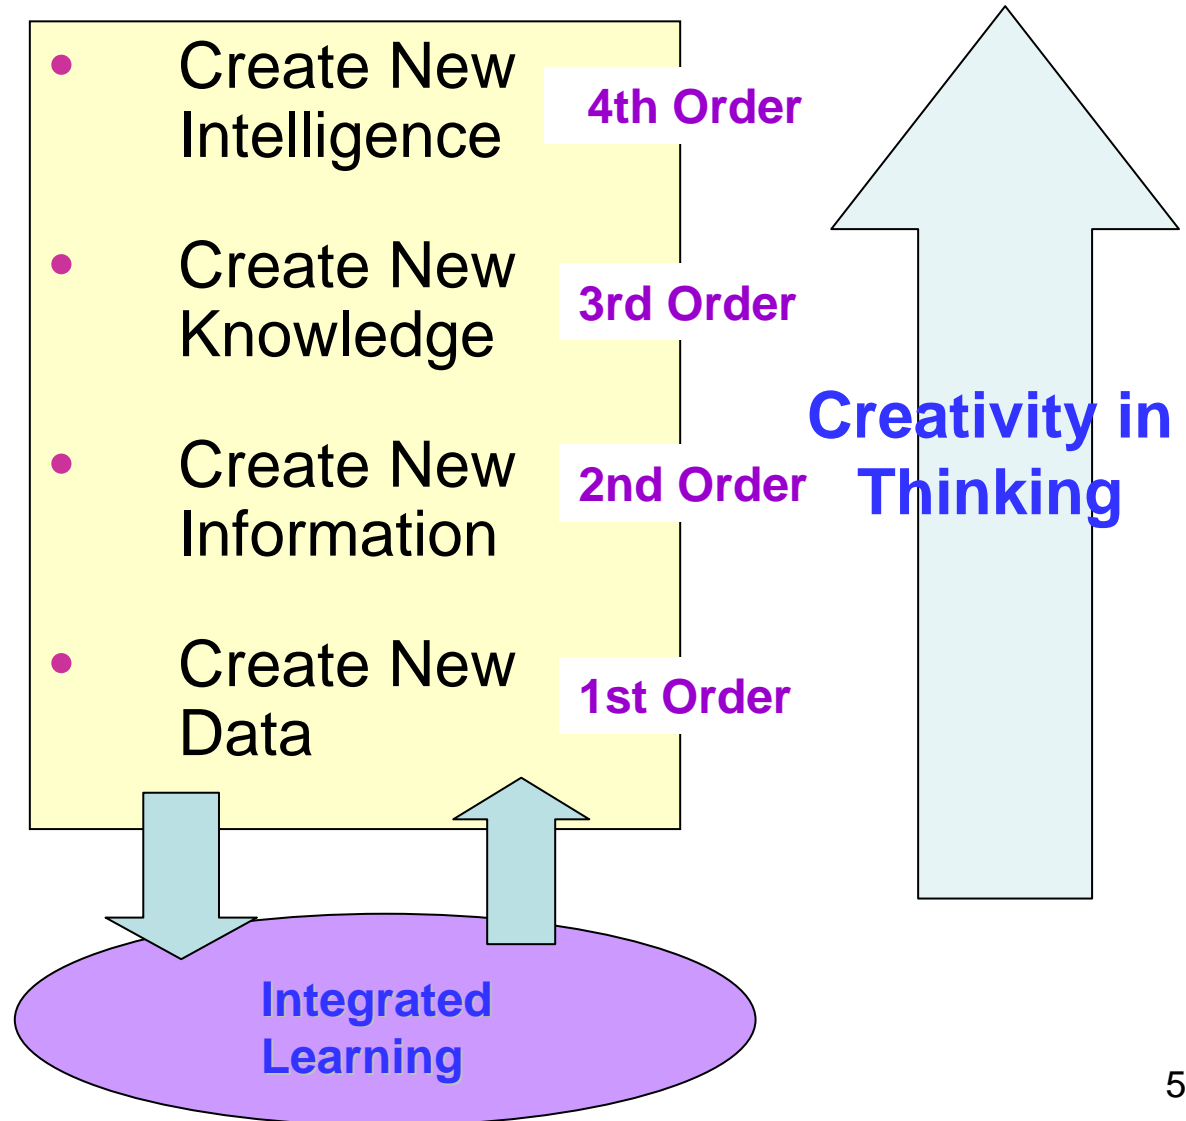 • Create New
Intelligence
4th Order
• Create New
Knowledge
3rd Order
• Create New
Information
2nd Order
• Create New
Data
1st Order
Creativity in
Thinking
Integrated
Learning
5